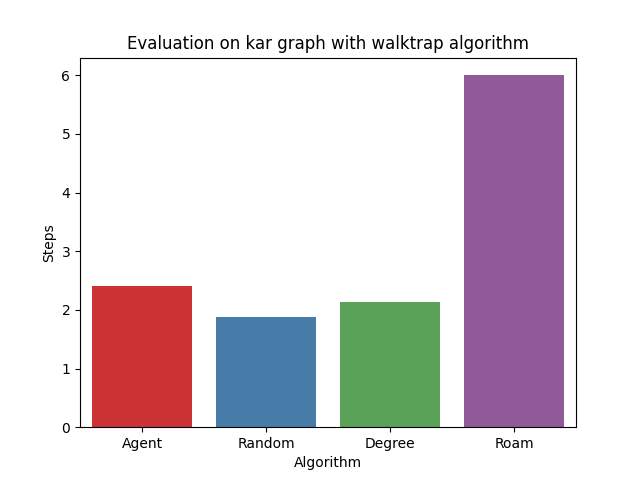 Evaluation on kar graph with walktrap algorithm
6
5
4
3
2
1
0
Steps
Agent Random Degree Roam
Algorithm